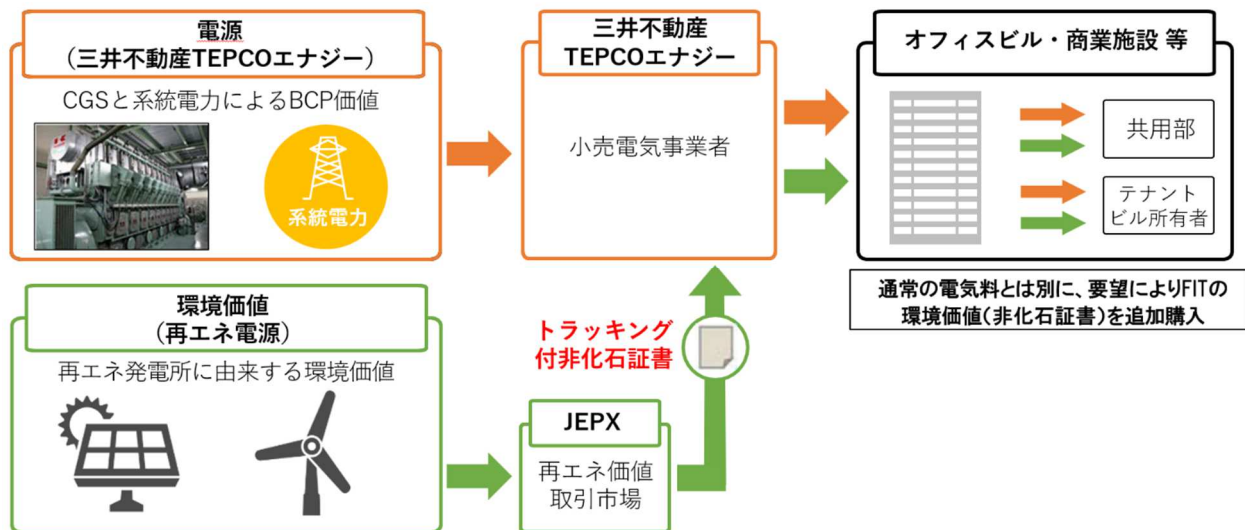 電源
（三井不動産TEPCOエナジー）
CGSと系統電力によるBCP価値
系統電力
三井不動産
TEPCOエナジー
小売電気事業者
オフィスビル・商業施設 等
共用部
テナント
ビル所有者
通常の電気料とは別に、要望によりFITの
環境価値（非化石証書）を追加購入
環境価値
（再エネ電源）
再エネ発電所に由来する環境価値
トラッキング
付非化石証書
JEPX
再エネ価値
取引市場